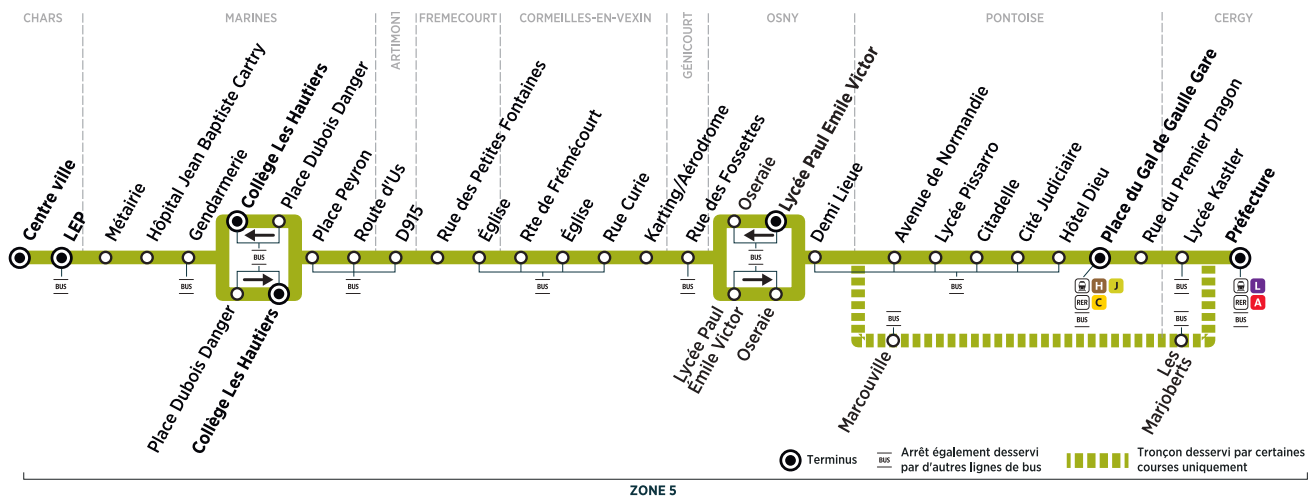 CHARS
MARINES
ARTIMONT
FREMECOURT
CORMEILLES-EN-VEXIN
GÉNICOURT
OSNY
PONTOISE
CERGY
Centre ville
LEP
BUS
Métairie
Hôpital Jean Baptiste Cartry
Gendarmerie
BUS
Collège Les Hautiers
Place Dubois Danger
BUS
Place Dubois Danger
Collège Les Hautiers
Place Peyron
Route d'Us
D915
BUS
Rue des Petites Fontaines
Église
Rte de Frémécourt
Église
Rue Curie
BUS
Karting/Aérodrome
Rue des Fossettes
BUS
Oseraie
Lycée Paul Emile Victor
BUS
Lycée Paul
Émile Victor
Oseraie
Demi Lieue
Avenue de Normandie
Lycée Pissarro
Citadelle
Cité Judiciaire
Hôtel Dieu
BUS
Place du Gal de Gaulle Gare
H J
RER C
BUS
Rue du Premier Dragon
Lycée Kastler
BUS
Préfecture
L
RER A
BUS
BUS
Marcouville
BUS
Les
Marjoberts
Terminus
BUS
Arrêt également desservi
par d'autres lignes de bus
Tronçon desservi par certaines
courses uniquement
ZONE 5